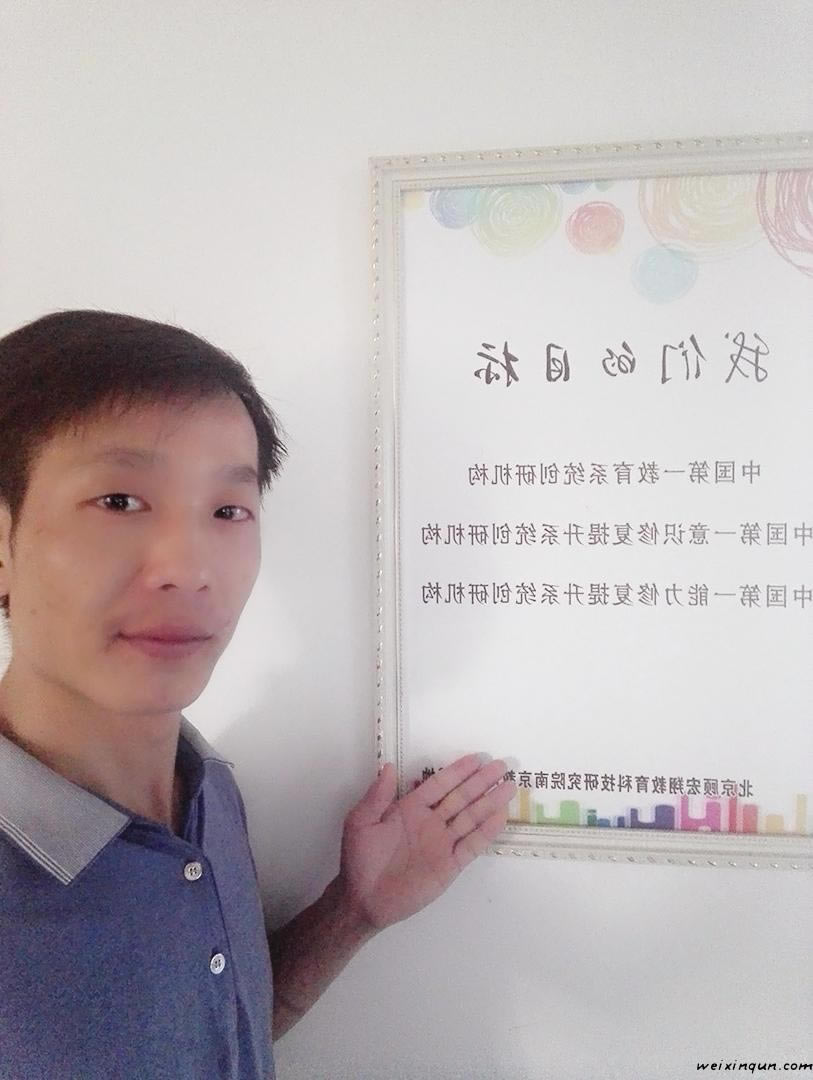 我们的目标
中国第一教育系统创研机构
中国第一意识修复提升系统创研机构
中国第一能力修复提升系统创研机构
北京顾宏翔教育科技研究院南京
地
weixinqun.com